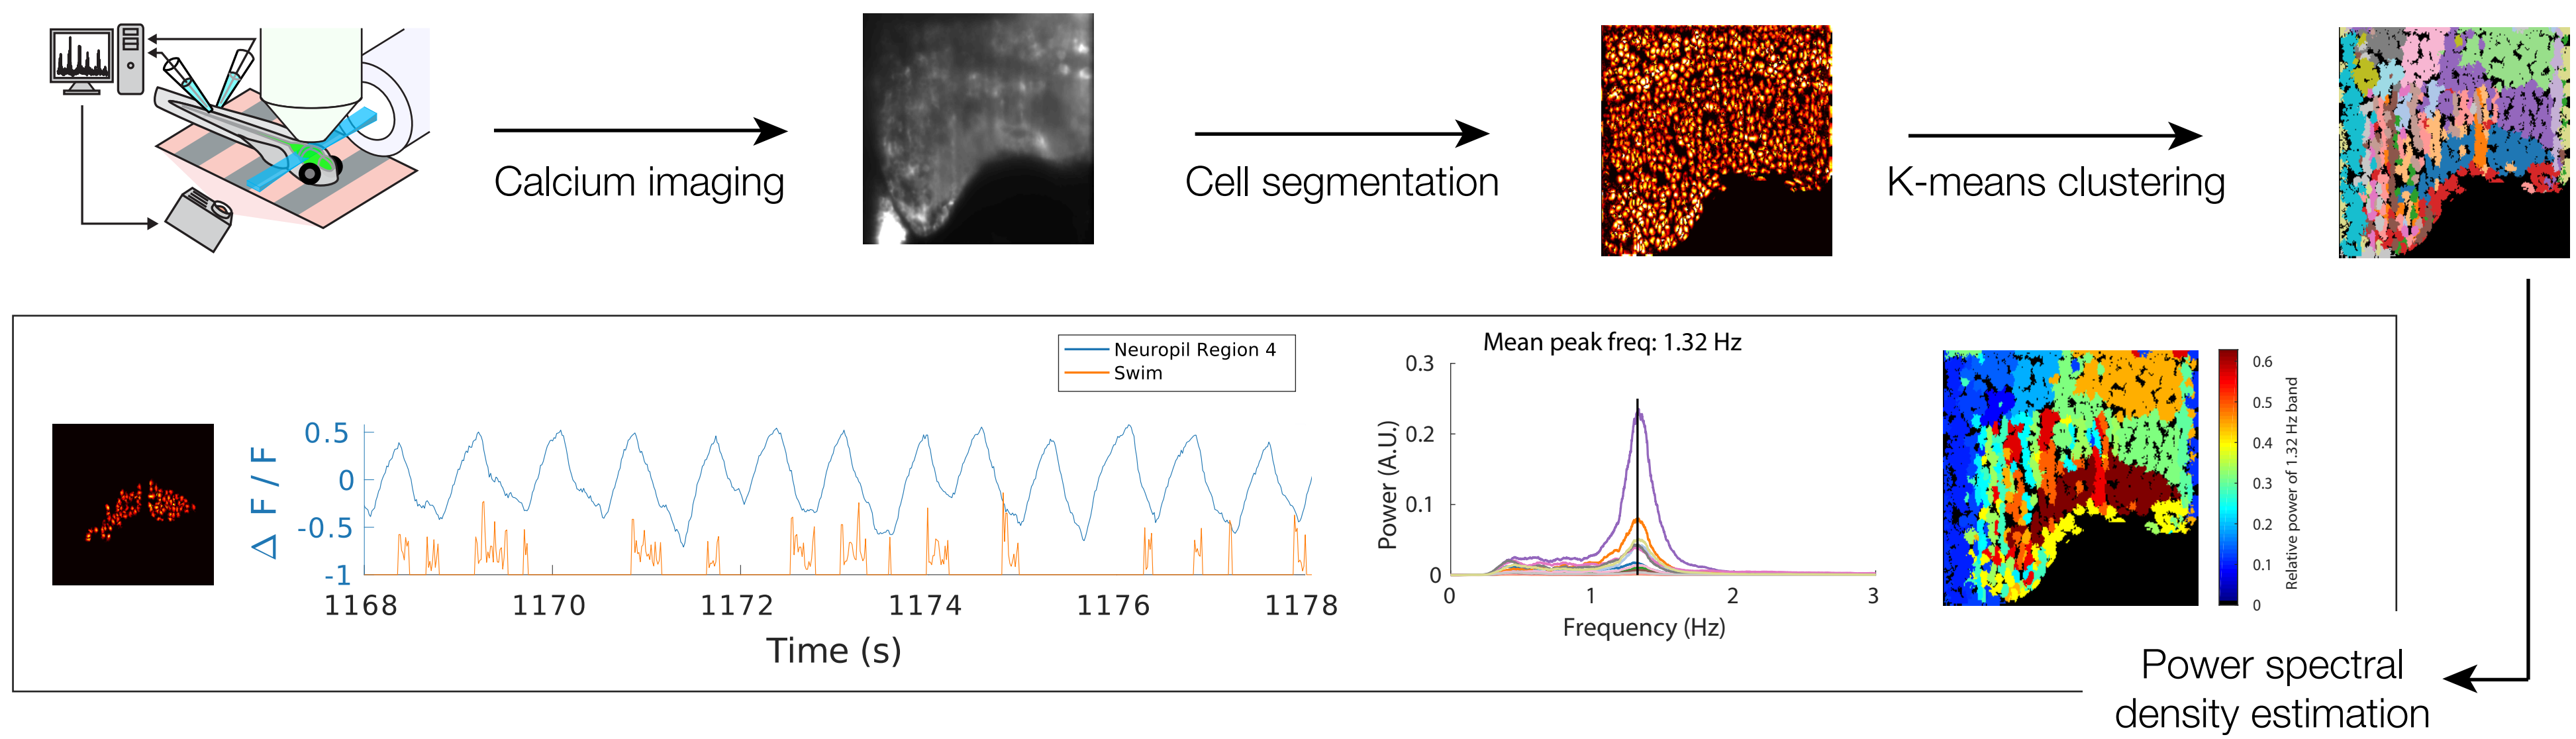 Calcium imaging
Cell segmentation
K-means clustering
Neuropil Region 4
Swim
Δ F / F
0.5
0
-0.5
-1
1168 1170 1172 1174 1176 1178
Time (s)
Mean peak freq: 1.32 Hz
Power (A.U.)
0.3
0.2
0.1
0
0 1 2 3
Frequency (Hz)
0.6
0.5
0.4
0.3
0.2
0.1
0
Relative power of 1.32 Hz band
Power spectral
density estimation